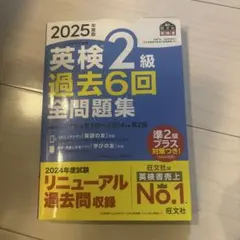 2025年度版
英検2級
過去6回
全問題集
準2級
プラス
対策つき!
2024年度試験
リニューアル
過去問収録
旺文社
英検書売上
No.1
旺文社